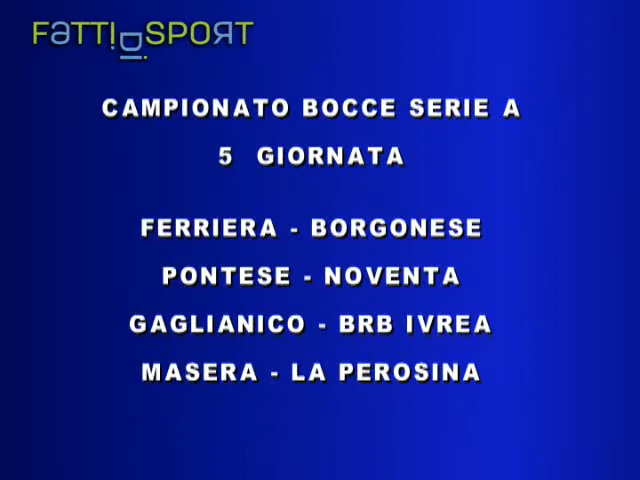 FATTI DI SPORT
CAMPIONATO BOCCE SERIE A
5 GIORNATA
FERRIERA - BORGONESE
PONTESE - NOVENTA
GAGLIANICO - BRB IVREA
MASERA - LA PEROSINA